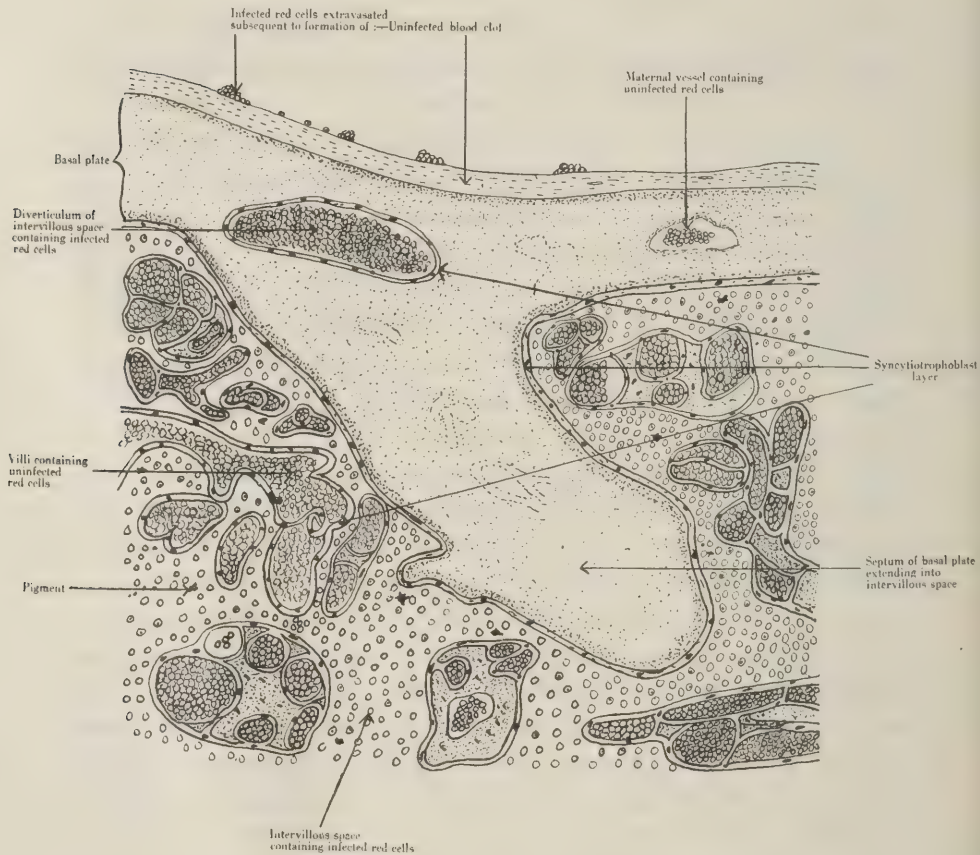 Infected red cells extravasated
subsequent to formation of :—Uninfected blood clot
Maternal vessel containing
uninfected red cells
Basal plate
Diverticulum of
intervillous space
containing infected
red cells
Syncytiotrophoblast
layer
Villi containing
uninfected
red cells
Pigment
Septum of basal plate
extending into
intervillous space
Intervillous space
containing infected red cells